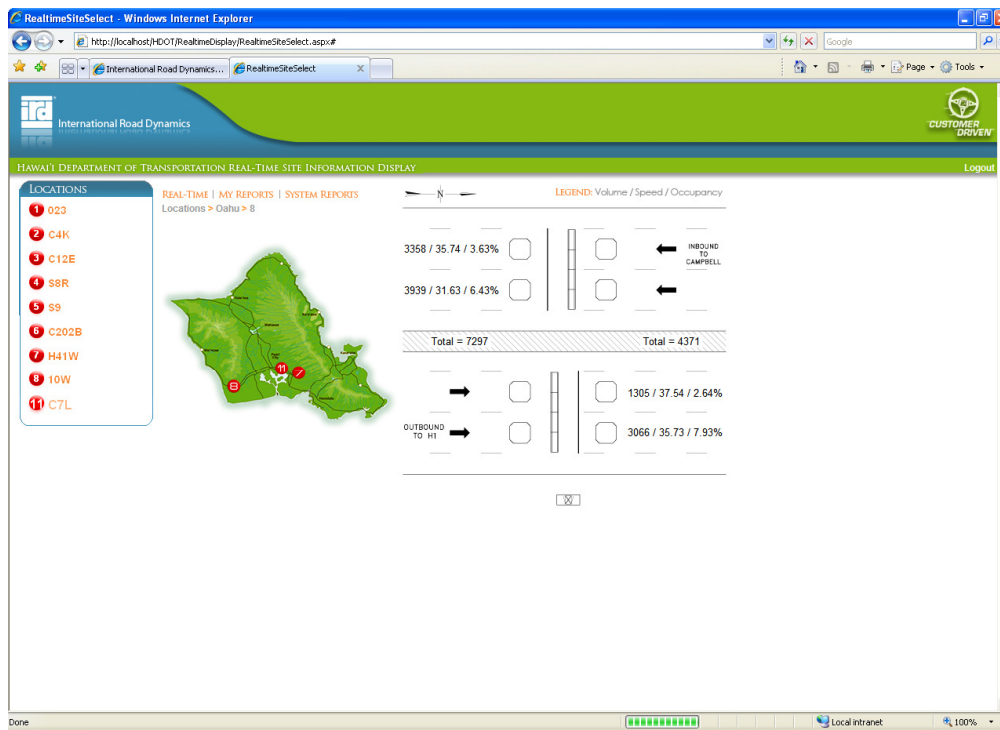 RealtimeSiteSelect - Windows Internet Explorer
http://localhost/HDOT/RealtimeDisplay/RealtimeSiteSelect.aspx#
Google
International Road Dynamics...
RealtimeSiteSelect
X
Page
Tools
ird
International Road Dynamics
CUSTOMER
DRIVEN
HAWAI'I DEPARTMENT OF TRANSPORTATION REAL-TIME SITE INFORMATION DISPLAY
Logout
LOCATIONS
1 023
2 C4K
3 C12E
4 S8R
5 S9
6 C202B
7 H41W
8 10W
11 C7L
REAL-TIME | MY REPORTS | SYSTEM REPORTS
Locations > Oahu > 8
11
7
8
N
LEGEND: Volume / Speed / Occupancy
3358 / 35.74 / 3.63%
INBOUND
TO
CAMPBELL
3939 / 31.63 / 6.43%
Total = 7297
Total = 4371
1305 / 37.54 / 2.64%
OUTBOUND
TO H1
3066 / 35.73 / 7.93%
Done
Local intranet
100%